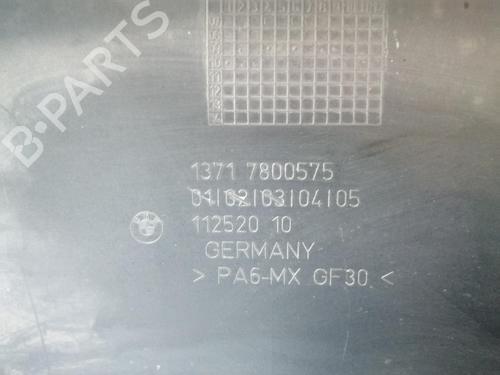 B-PARTS
1371 7800575
01|02|03|04|05
112520 10
GERMANY
> PA6-MX GF30 <